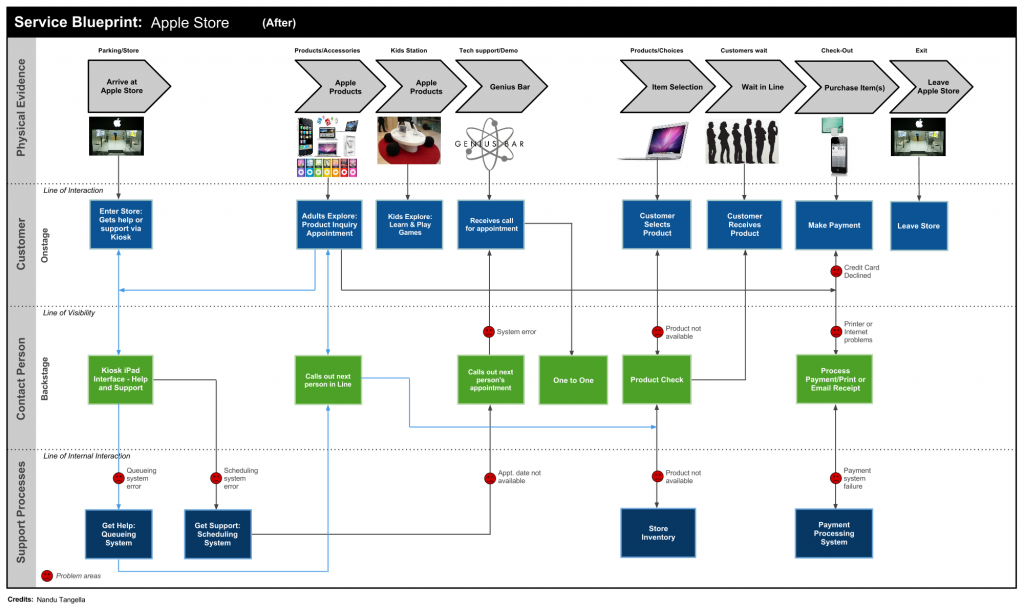 Service Blueprint: Apple Store (After)
Physical Evidence
Parking/Store
Products/Accessories
Kids Station
Tech support/Demo
Products/Choices
Customers wait
Check-Out
Exit
Arrive at
Apple Store
Apple
Products
Apple
Products
Genius Bar
Item Selection
Wait in Line
Purchase Item(s)
Leave
Apple Store
GENIUS BAR
Line of Interaction
Customer
Onstage
Enter Store:
Gets help or
support via
Kiosk
Adults Explore:
Product Inquiry
Appointment
Kids Explore:
Learn & Play
Games
Receives call
for appointment
Customer
Selects
Product
Customer
Receives
Product
Make Payment
Leave Store
Credit Card
Declined
Line of Visibility
Contact Person
Backstage
System error
Product not
available
Printer or
Internet
problems
Kiosk iPad
Interface - Help
and Support
Calls out next
person in Line
Calls out next
person's
appointment
One to One
Product Check
Process
Payment/Print or
Email Receipt
Line of Internal Interaction
Support Processes
Queueing
system
error
Scheduling
system
error
Appt. date not
available
Product not
available
Payment
system
failure
Get Help:
Queueing
System
Get Support:
Scheduling
System
Store
Inventory
Payment
Processing
System
Problem areas
Credits: Nandu Tangella